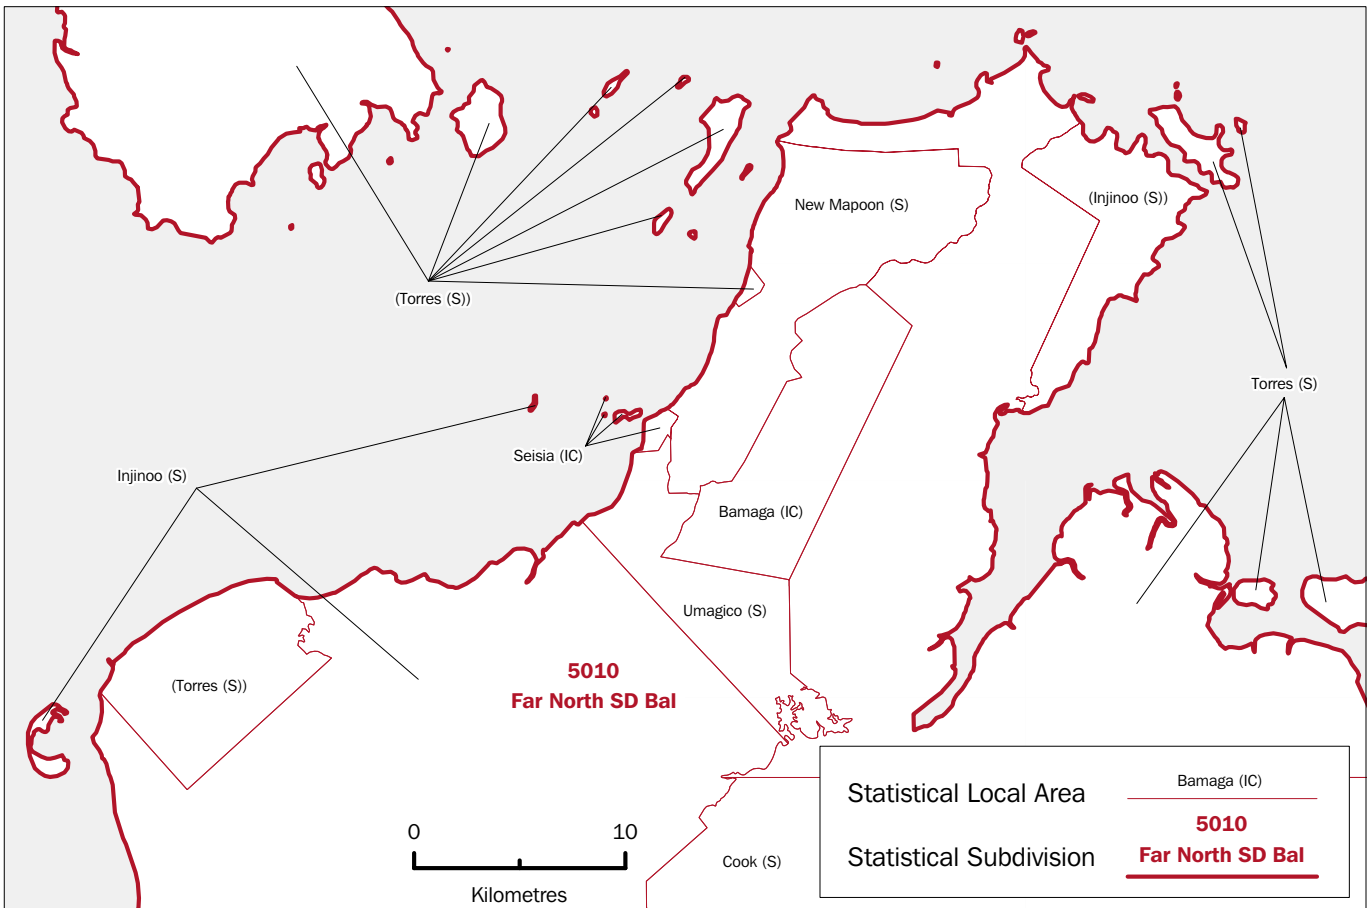 New Mapoon (S)
(Injinoo (S))
(Torres (S))
Torres (S)
Seisia (IC)
Injinoo (S)
Bamaga (IC)
Umagico (S)
(Torres (S))
5010
Far North SD Bal
Cook (S)
0 10
Kilometres
Statistical Local Area
Bamaga (IC)
Statistical Subdivision
5010
Far North SD Bal